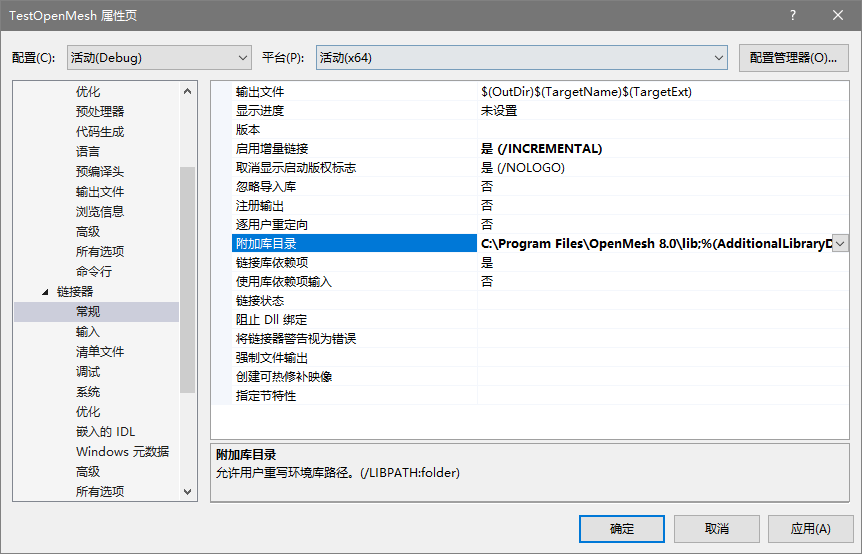 TestOpenMesh 属性页
配置(C): 活动(Debug) 平台(P): 活动(x64) 配置管理器(O)...
优化
预处理器
代码生成
语言
预编译头
输出文件
浏览信息
高级
所有选项
命令行
链接器
常规
输入
清单文件
调试
系统
优化
嵌入的 IDL
Windows 元数据
高级
所有选项
输出文件 $(OutDir)$(TargetName)$(TargetExt)
显示进度 未设置
版本
启用增量链接 是 (/INCREMENTAL)
取消显示启动版权标志 是 (/NOLOGO)
忽略导入库 否
注册输出 否
逐用户重定向 否
附加库目录 C:\Program Files\OpenMesh 8.0\lib;%(AdditionalLibraryD
链接库依赖项 是
使用库依赖项输入 否
链接状态
阻止 Dll 绑定
将链接器警告视为错误
强制文件输出
创建可热修补映像
指定节特性
附加库目录
允许用户重写环境库路径。(/LIBPATH:folder)
确定 取消 应用(A)